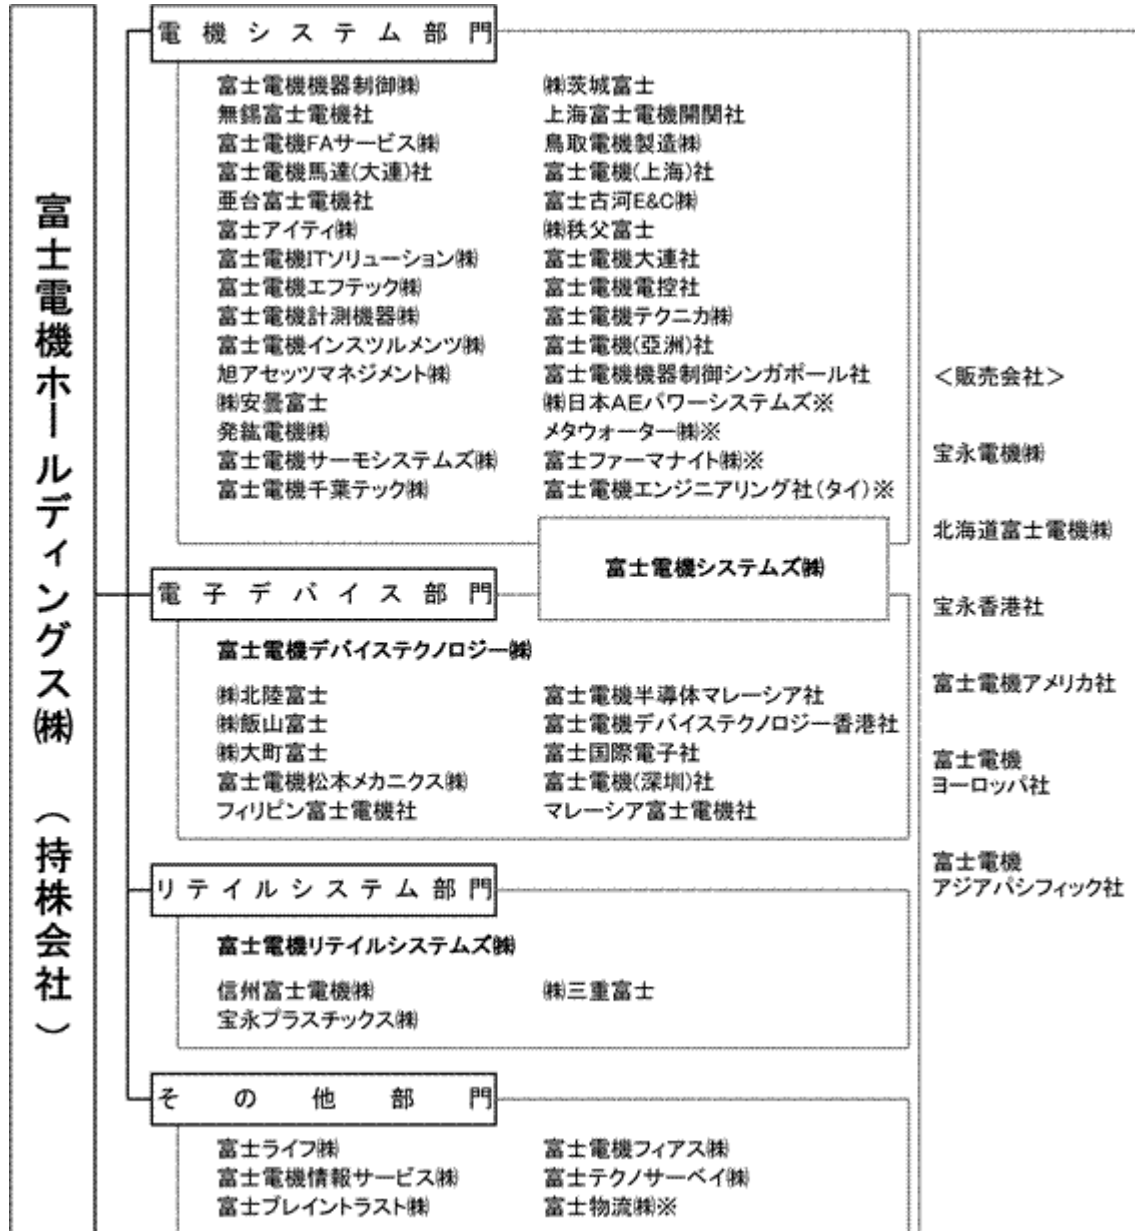 富士電機ホールディングス㈱ (持株会社)
電機システム部門
富士電機機器制御㈱
無錫富士電機社
富士電機FAサービス㈱
富士電機馬達(大連)社
亜台富士電機社
富士アイティ㈱
富士電機ITソリューション㈱
富士電機エフテック㈱
富士電機計測機器㈱
富士電機インスツルメンツ㈱
旭アセッツマネジメント㈱
㈱安曇富士
発紘電機㈱
富士電機サーモシステムズ㈱
富士電機千葉テック㈱
㈱茨城富士
上海富士電機開関社
鳥取電機製造㈱
富士電機(上海)社
富士古河E&C㈱
㈱秩父富士
富士電機大連社
富士電機電控社
富士電機テクニカ㈱
富士電機(亞洲)社
富士電機機器制御シンガポール社
㈱日本AEパワーシステムズ※
メタウォーター㈱※
富士ファーマナイト㈱※
富士電機エンジニアリング社(タイ)※
富士電機システムズ㈱
電子デバイス部門
富士電機デバイステクノロジー㈱
㈱北陸富士
㈱飯山富士
㈱大町富士
富士電機松本メカニクス㈱
フィリピン富士電機社
富士電機半導体マレーシア社
富士電機デバイステクノロジー香港社
富士国際電子社
富士電機(深圳)社
マレーシア富士電機社
リテイルシステム部門
富士電機リテイルシステムズ㈱
信州富士電機㈱
宝永プラスチックス㈱
㈱三重富士
その他部門
富士ライフ㈱
富士電機情報サービス㈱
富士ブレイントラスト㈱
富士電機フィアス㈱
富士テクノサーベイ㈱
富士物流㈱※
＜販売会社＞
宝永電機㈱
北海道富士電機㈱
宝永香港社
富士電機アメリカ社
富士電機
ヨーロッパ社
富士電機
アジアパシフィック社